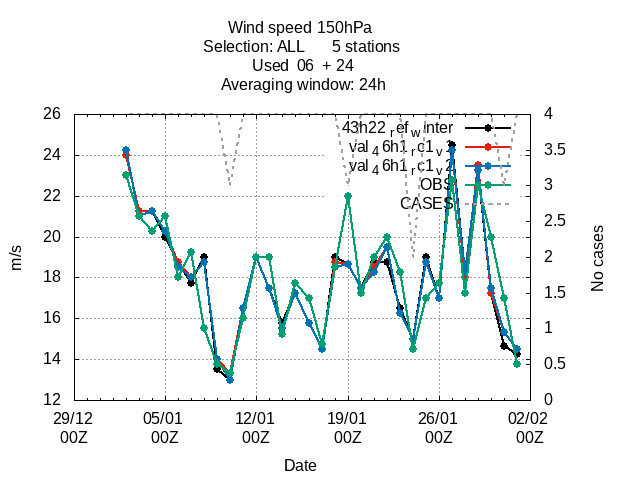 Wind speed 150hPa
Selection: ALL 5 stations
Used 06 + 24
Averaging window: 24h
26
24
22
20
18
16
14
12
4
3.5
3
2.5
2
1.5
1
0.5
0
43h22_ref_winter
val_46h1_rc1_v1
val_46h1_rc1_v2
OBS
CASES
m/s
No cases
29/12 05/01 12/01 19/01 26/01 02/02
00Z 00Z 00Z 00Z 00Z 00Z
Date